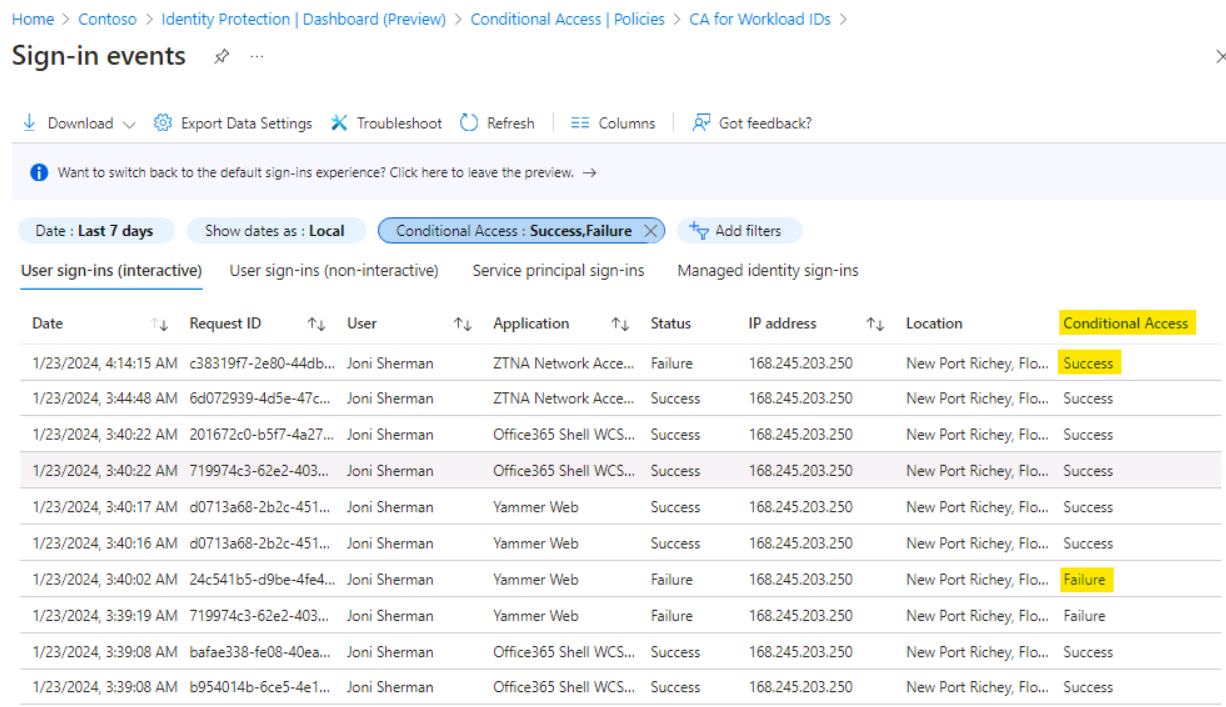 Home > Contoso > Identity Protection | Dashboard (Preview) > Conditional Access | Policies > CA for Workload IDs >
Sign-in events ...
Download Export Data Settings Troubleshoot Refresh Columns Got feedback?
Want to switch back to the default sign-ins experience? Click here to leave the preview. →
Date : Last 7 days Show dates as : Local Conditional Access : Success,Failure Add filters
User sign-ins (interactive) User sign-ins (non-interactive) Service principal sign-ins Managed identity sign-ins
Date Request ID User Application Status IP address Location Conditional Access
1/23/2024, 4:14:15 AM c38319f7-2e80-44db... Joni Sherman ZTNA Network Acce... Failure 168.245.203.250 New Port Richey, Flo... Success
1/23/2024, 3:44:48 AM 6d072939-4d5e-47c... Joni Sherman ZTNA Network Acce... Success 168.245.203.250 New Port Richey, Flo... Success
1/23/2024, 3:40:22 AM 201672c0-b5f7-4a27... Joni Sherman Office365 Shell WCS... Success 168.245.203.250 New Port Richey, Flo... Success
1/23/2024, 3:40:22 AM 719974c3-62e2-403... Joni Sherman Office365 Shell WCS... Success 168.245.203.250 New Port Richey, Flo... Success
1/23/2024, 3:40:17 AM d0713a68-2b2c-451... Joni Sherman Yammer Web Success 168.245.203.250 New Port Richey, Flo... Success
1/23/2024, 3:40:16 AM d0713a68-2b2c-451... Joni Sherman Yammer Web Success 168.245.203.250 New Port Richey, Flo... Success
1/23/2024, 3:40:02 AM 24c541b5-d9be-4fe4... Joni Sherman Yammer Web Failure 168.245.203.250 New Port Richey, Flo... Failure
1/23/2024, 3:39:19 AM 719974c3-62e2-403... Joni Sherman Yammer Web Failure 168.245.203.250 New Port Richey, Flo... Failure
1/23/2024, 3:39:08 AM bafae338-fe08-40ea... Joni Sherman Office365 Shell WCS... Success 168.245.203.250 New Port Richey, Flo... Success
1/23/2024, 3:39:08 AM b954014b-6ce5-4e1... Joni Sherman Office365 Shell WCS... Success 168.245.203.250 New Port Richey, Flo... Success